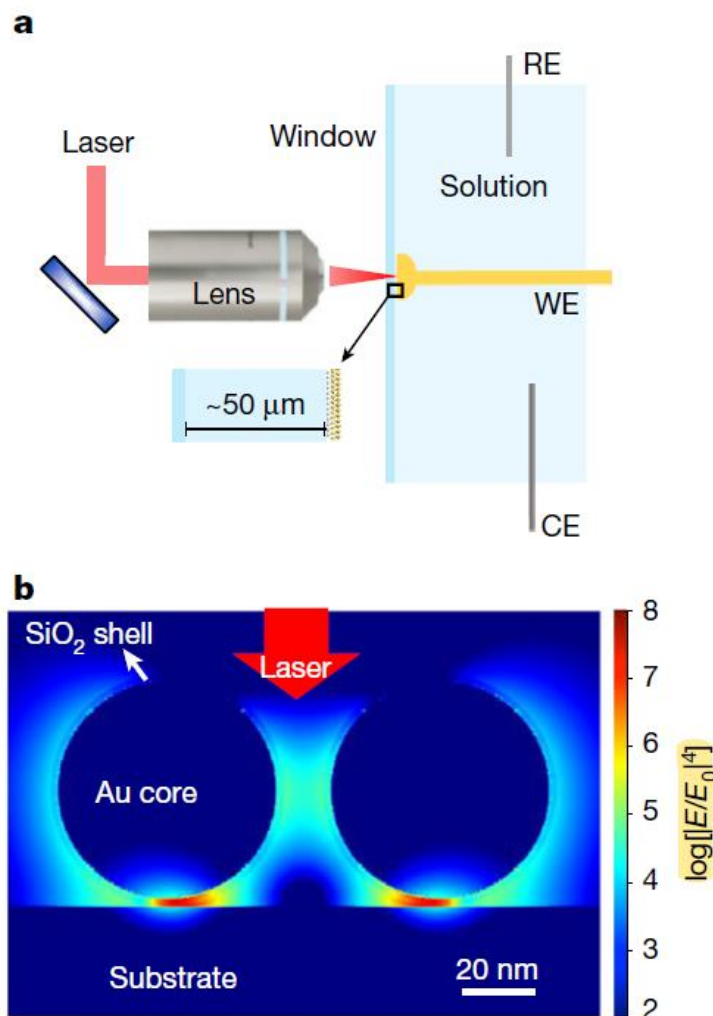 a
RE
Window
Laser
Solution
Lens
WE
~50 μm
CE
b
SiO₂ shell
Laser
Au core
Substrate
20 nm
8
7
6
5
4
3
2
log[|E/E₀|⁴]